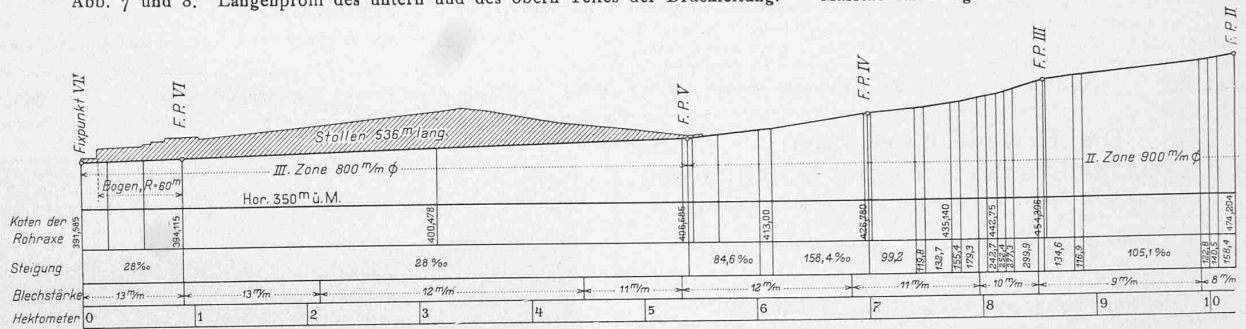 Abb. 7 und 8. Längenprofil des untern und des obern Teiles der Druckleitung.
Fixpunkt VII F.P. VI F.P. V F.P. IV F.P. III F.P. II
Stollen 536 m lang.
III. Zone 800 m/m ϕ II. Zone 900 m/m ϕ
Bogen, R=60 m
Hor. 350 m ü. M.
Koten der Rohraxe 391,585 394,115 400,478 406,685 413,00 426,780 435,140 442,75 454,396 474,204
Steigung 28‰ 28‰ 84,6‰ 158,4‰ 99,2 119,8 132,7 155,4 179,3 242,7 252,4 277,3 299,9 134,6 116,9 105,1‰ 122,8 140,5 158,4
Blechstärke 13 m/m 13 m/m 12 m/m 11 m/m 12 m/m 11 m/m 10 m/m 9 m/m 8 m/m
Hektometer 0 1 2 3 4 5 6 7 8 9 10